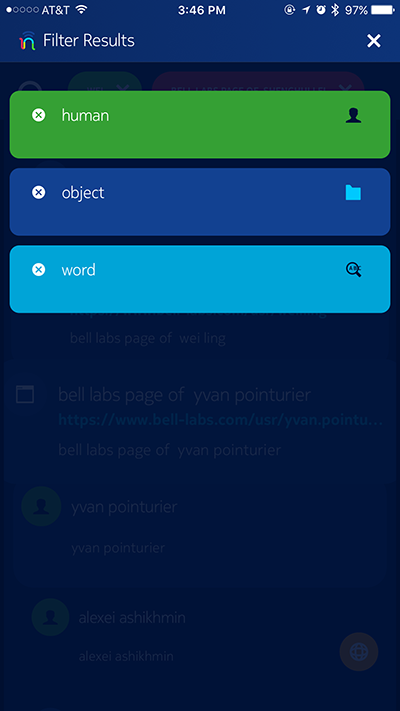 AT&T 3:46 PM 97%
Filter Results
human
object
word
bell labs page of wei ling
bell labs page of yvan pointurier
https://www.bell-labs.com/usr/yvan.pointu...
bell labs page of yvan pointurier
yvan pointurier
yvan pointurier
alexei ashikhmin
alexei ashikhmin